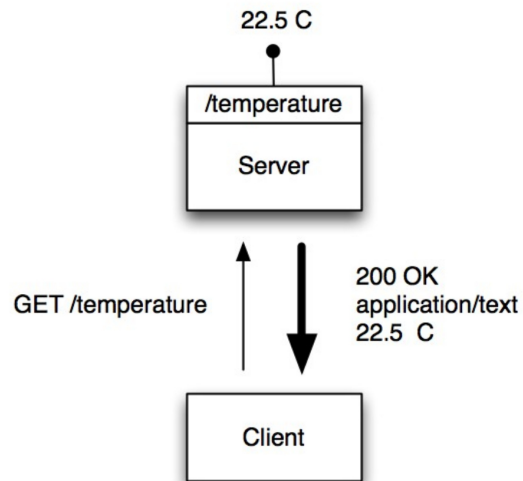 22.5 C
/temperature
Server
GET /temperature
200 OK
application/text
22.5  C
Client